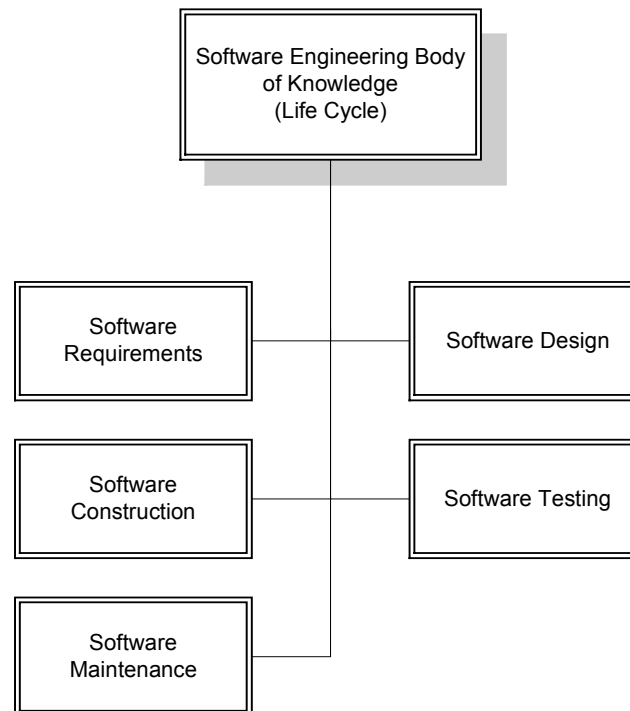 Software Engineering Body
of Knowledge
(Life Cycle)
Software
Requirements
Software Design
Software
Construction
Software Testing
Software
Maintenance